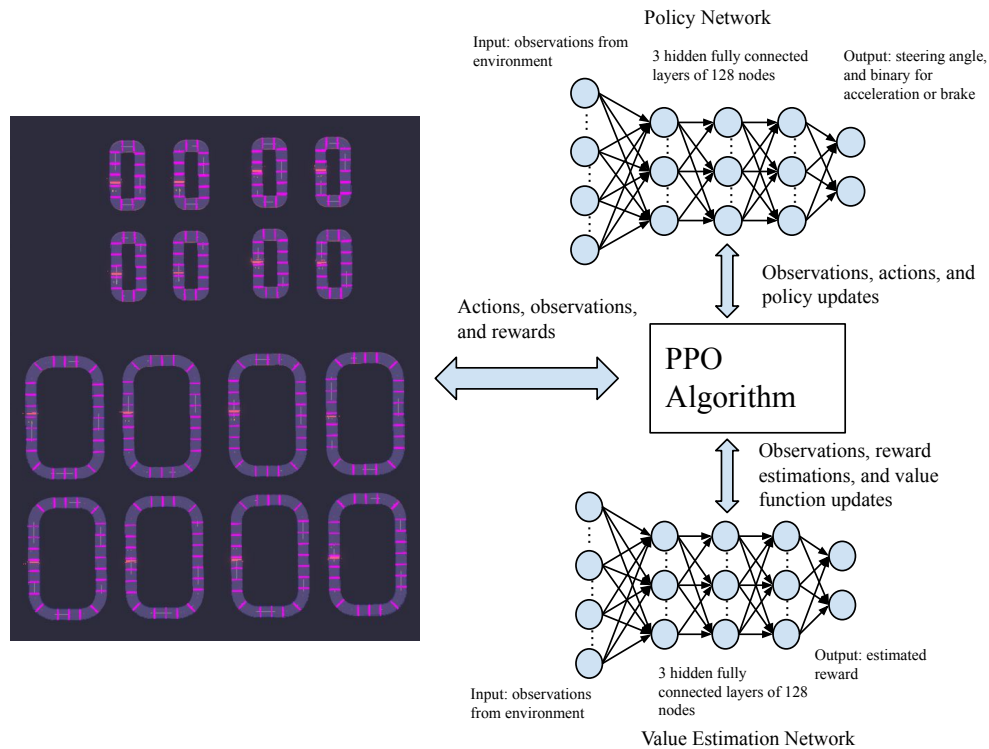 Policy Network
Input: observations from
environment
3 hidden fully connected
layers of 128 nodes
Output: steering angle,
and binary for
acceleration or brake
Observations, actions, and
policy updates
Actions, observations,
and rewards
PPO
Algorithm
Observations, reward
estimations, and value
function updates
Input: observations
from environment
3 hidden fully
connected layers of 128
nodes
Output: estimated
reward
Value Estimation Network